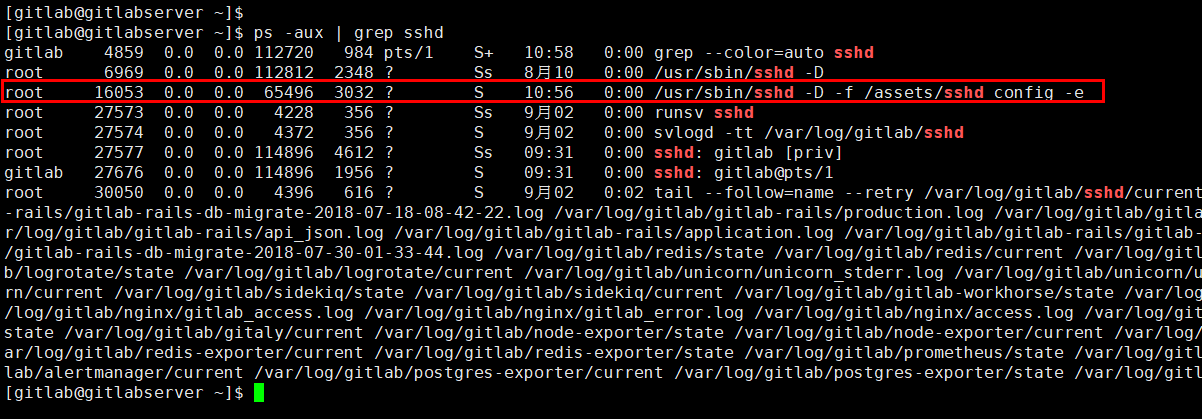 [gitlab@gitlabserver ~]$
[gitlab@gitlabserver ~]$ ps -aux | grep sshd
gitlab    4859  0.0  0.0 112720   984 pts/1    S+   10:58   0:00 grep --color=auto sshd
root      6969  0.0  0.0 112812  2348 ?        Ss   8月10   0:00 /usr/sbin/sshd -D
root     16053  0.0  0.0  65496  3032 ?        S    10:56   0:00 /usr/sbin/sshd -D -f /assets/sshd_config -e
root     27573  0.0  0.0   4228   356 ?        Ss   9月02   0:00 runsv sshd
root     27574  0.0  0.0   4372   356 ?        S    9月02   0:00 svlogd -tt /var/log/gitlab/sshd
root     27577  0.0  0.0 114896  4612 ?        Ss   09:31   0:00 sshd: gitlab [priv]
gitlab   27676  0.0  0.0 114896  1956 ?        S    09:31   0:00 sshd: gitlab@pts/1
root     30050  0.0  0.0   4396   616 ?        S    9月02   0:02 tail --follow=name --retry /var/log/gitlab/sshd/current
-rails/gitlab-rails-db-migrate-2018-07-18-08-42-22.log /var/log/gitlab/gitlab-rails/production.log /var/log/gitlab/gitla
r/log/gitlab/gitlab-rails/api_json.log /var/log/gitlab/gitlab-rails/application.log /var/log/gitlab/gitlab-rails/gitlab-
/gitlab-rails-db-migrate-2018-07-30-01-33-44.log /var/log/gitlab/redis/state /var/log/gitlab/redis/current /var/log/gitl
b/logrotate/state /var/log/gitlab/logrotate/current /var/log/gitlab/unicorn/unicorn_stderr.log /var/log/gitlab/unicorn/u
rn/current /var/log/gitlab/sidekiq/state /var/log/gitlab/sidekiq/current /var/log/gitlab/gitlab-workhorse/state /var/log
/log/gitlab/nginx/gitlab_access.log /var/log/gitlab/nginx/gitlab_error.log /var/log/gitlab/nginx/access.log /var/log/git
state /var/log/gitlab/gitaly/current /var/log/gitlab/node-exporter/state /var/log/gitlab/node-exporter/current /var/log/
ar/log/gitlab/redis-exporter/current /var/log/gitlab/redis-exporter/state /var/log/gitlab/prometheus/state /var/log/gitl
lab/alertmanager/current /var/log/gitlab/postgres-exporter/current /var/log/gitlab/postgres-exporter/state /var/log/gitl
[gitlab@gitlabserver ~]$